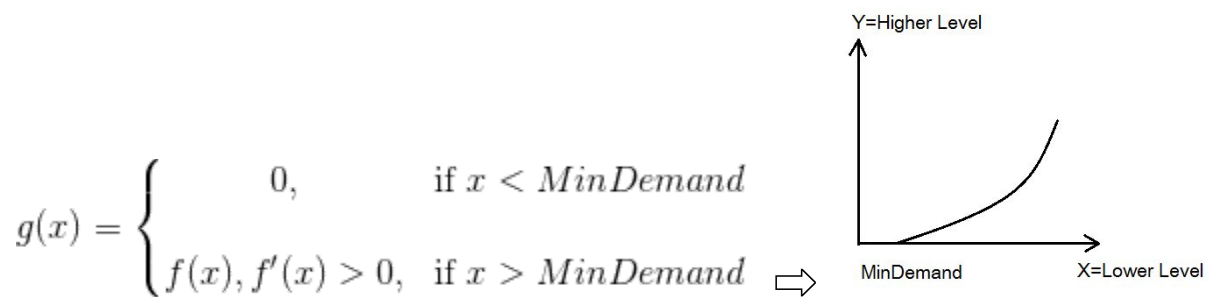 Y=Higher Level
0, if x < MinDemand
g(x) = {
f(x), f'(x) > 0, if x > MinDemand
MinDemand X=Lower Level